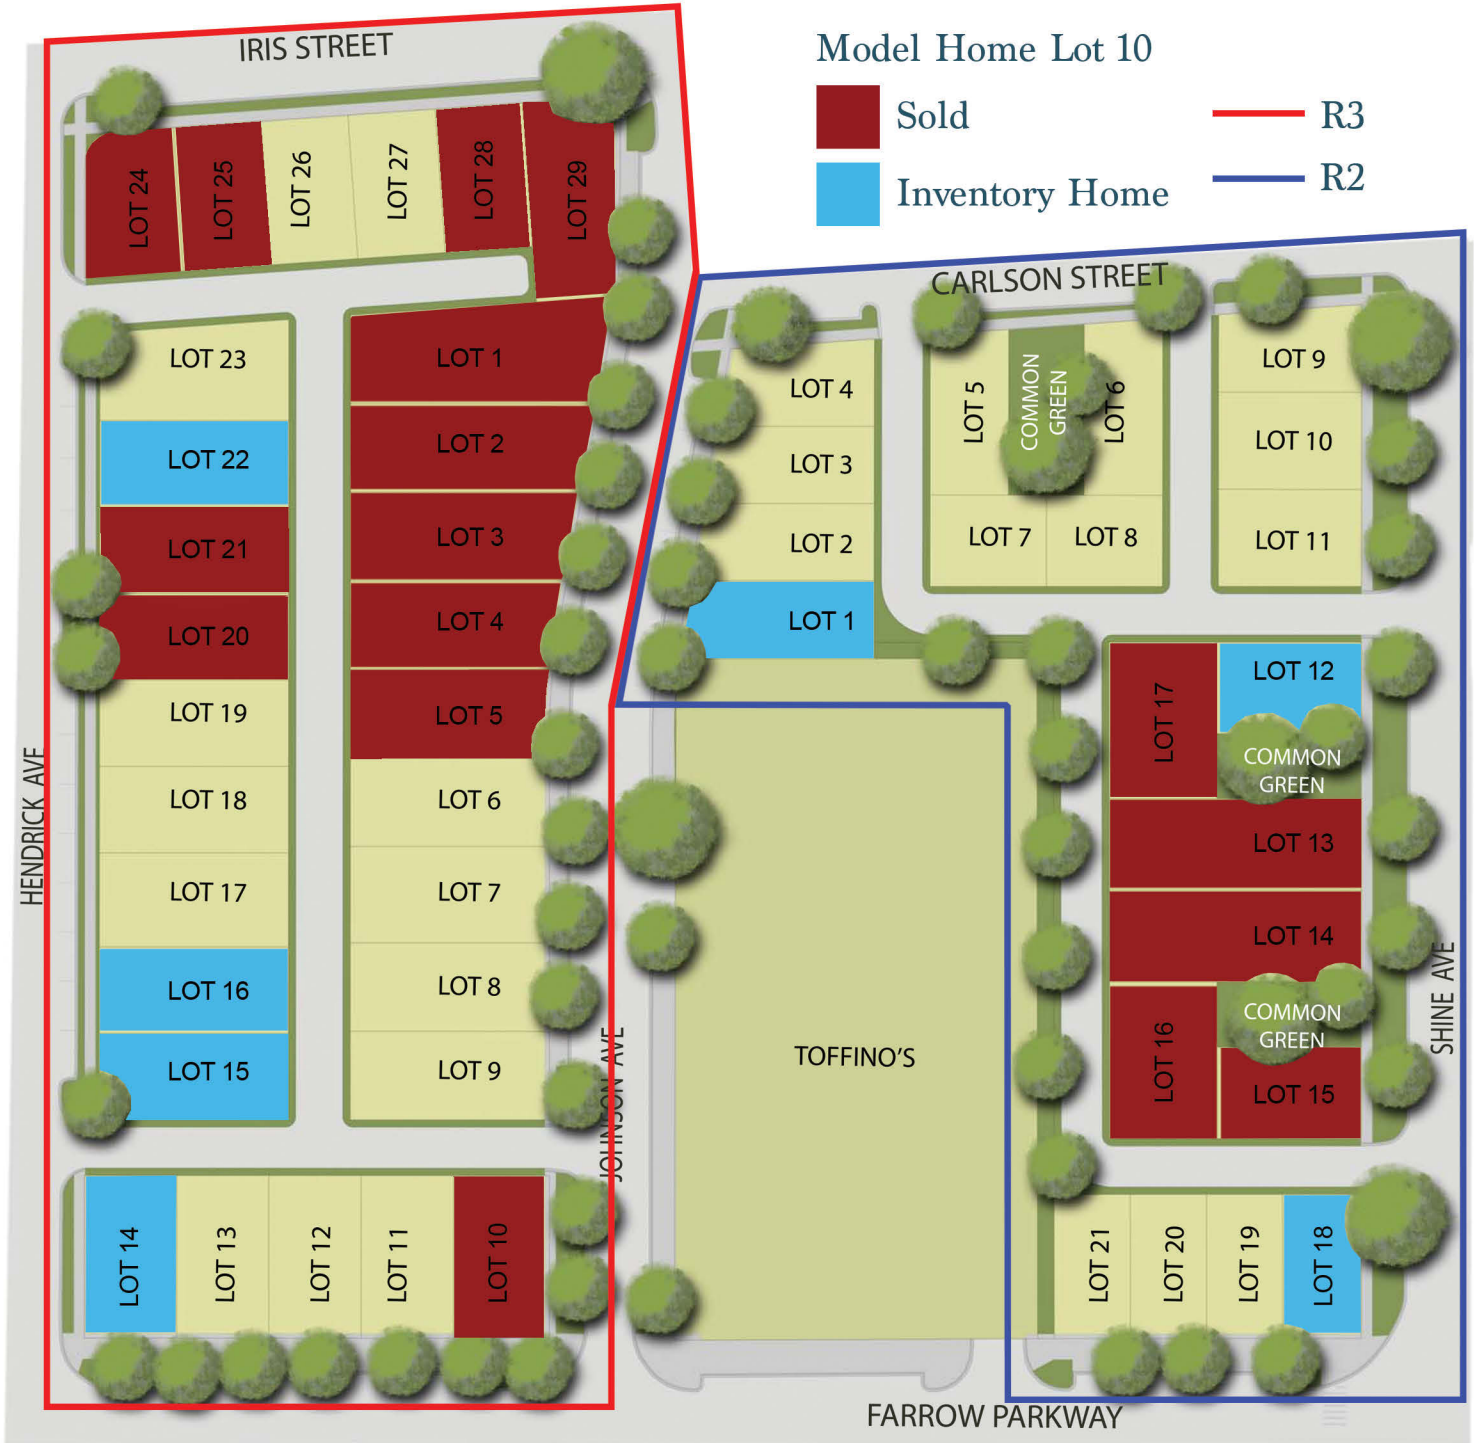 IRIS STREET
Model Home Lot 10
Sold
R3
Inventory Home
R2
LOT 24
LOT 25
LOT 26
LOT 27
LOT 28
LOT 29
CARLSON STREET
LOT 23
LOT 22
LOT 21
LOT 20
LOT 19
LOT 18
LOT 17
LOT 16
LOT 15
HENDRICK AVE
LOT 1
LOT 2
LOT 3
LOT 4
LOT 5
LOT 6
LOT 7
LOT 8
LOT 9
JOHNSON AVE
LOT 14
LOT 13
LOT 12
LOT 11
LOT 10
LOT 4
LOT 3
LOT 2
LOT 1
LOT 5
COMMON
GREEN
LOT 6
LOT 7
LOT 8
LOT 9
LOT 10
LOT 11
TOFFINO'S
LOT 17
LOT 12
COMMON
GREEN
LOT 13
LOT 14
LOT 16
COMMON
GREEN
LOT 15
SHINE AVE
LOT 21
LOT 20
LOT 19
LOT 18
FARROW PARKWAY